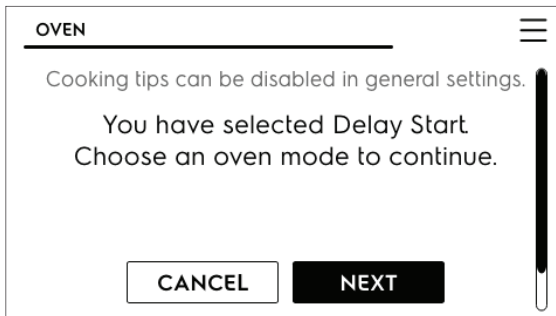 OVEN
Cooking tips can be disabled in general settings.
You have selected Delay Start.
Choose an oven mode to continue.
CANCEL NEXT